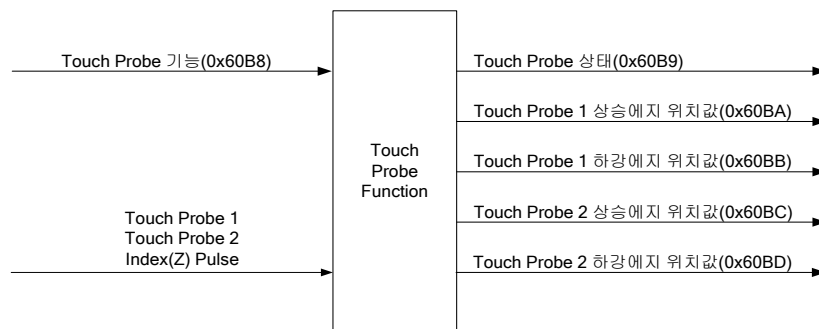 Touch Probe 기능(0x60B8)
Touch Probe 1
Touch Probe 2
Index(Z) Pulse
Touch
Probe
Function
Touch Probe 상태(0x60B9)
Touch Probe 1 상승에지 위치값(0x60BA)
Touch Probe 1 하강에지 위치값(0x60BB)
Touch Probe 2 상승에지 위치값(0x60BC)
Touch Probe 2 하강에지 위치값(0x60BD)